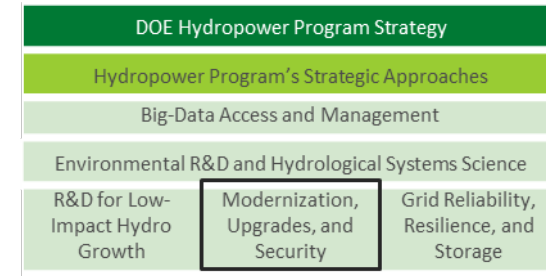 DOE Hydropower Program Strategy
Hydropower Program's Strategic Approaches
Big-Data Access and Management
Environmental R&D and Hydrological Systems Science
R&D for Low-
Impact Hydro
Growth
Modernization,
Upgrades, and
Security
Grid Reliability,
Resilience, and
Storage